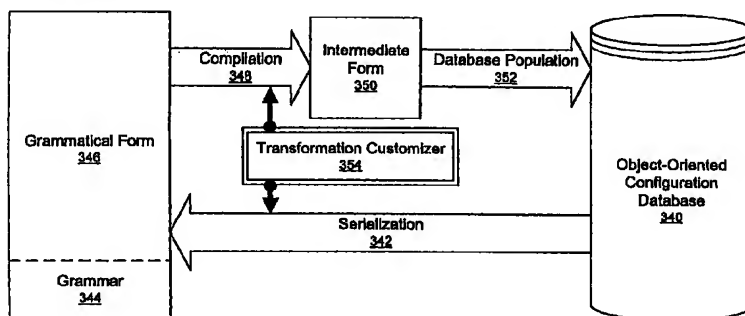 Compilation
348
Intermediate
Form
350
Database Population
352
Grammatical Form
346
Transformation Customizer
354
Object-Oriented
Configuration
Database
340
Serialization
342
Grammar
344